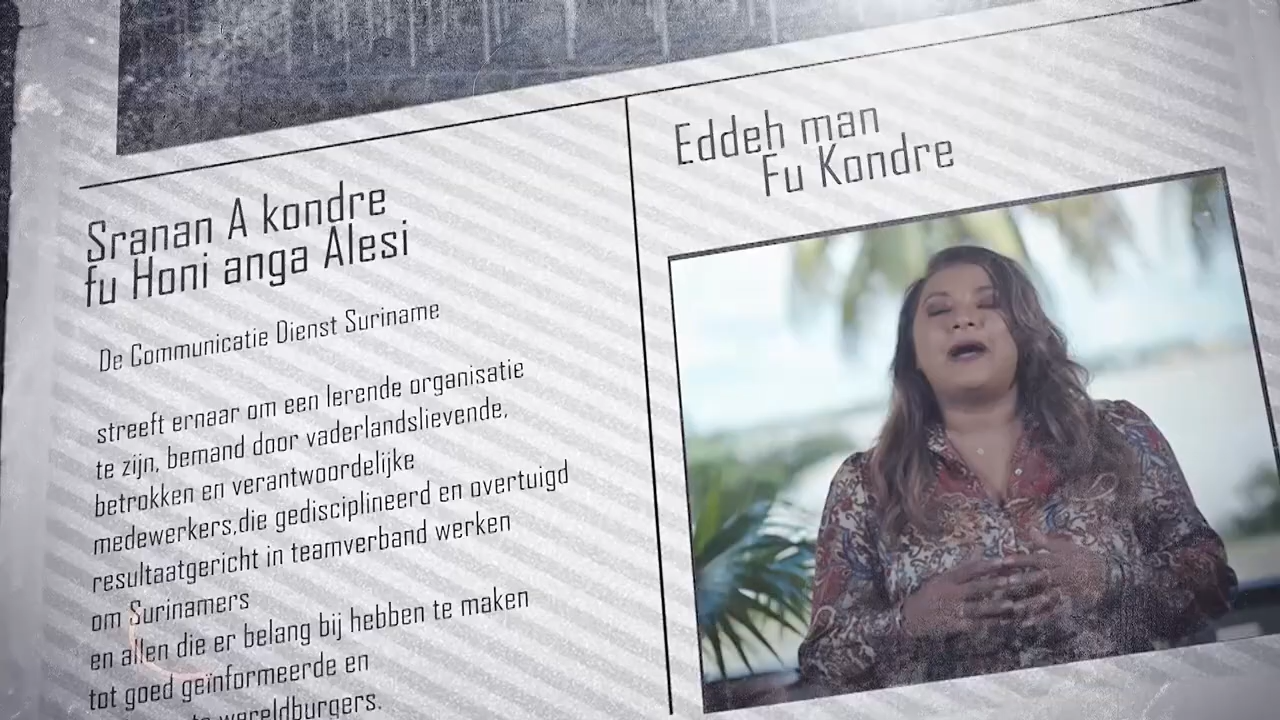 Sranan A kondre
fu Honi anga Alesi
De Communicatie Dienst Suriname
streeft ernaar om een lerende organisatie
te zijn, bemand door vaderlandslievende,
betrokken en verantwoordelijke
medewerkers,die gedisciplineerd en overtuigd
resultaatgericht in teamverband werken
om Surinamers
en allen die er belang bij hebben te maken
tot goed geïnformeerde en
wereldburgers.
Eddeh man
Fu Kondre